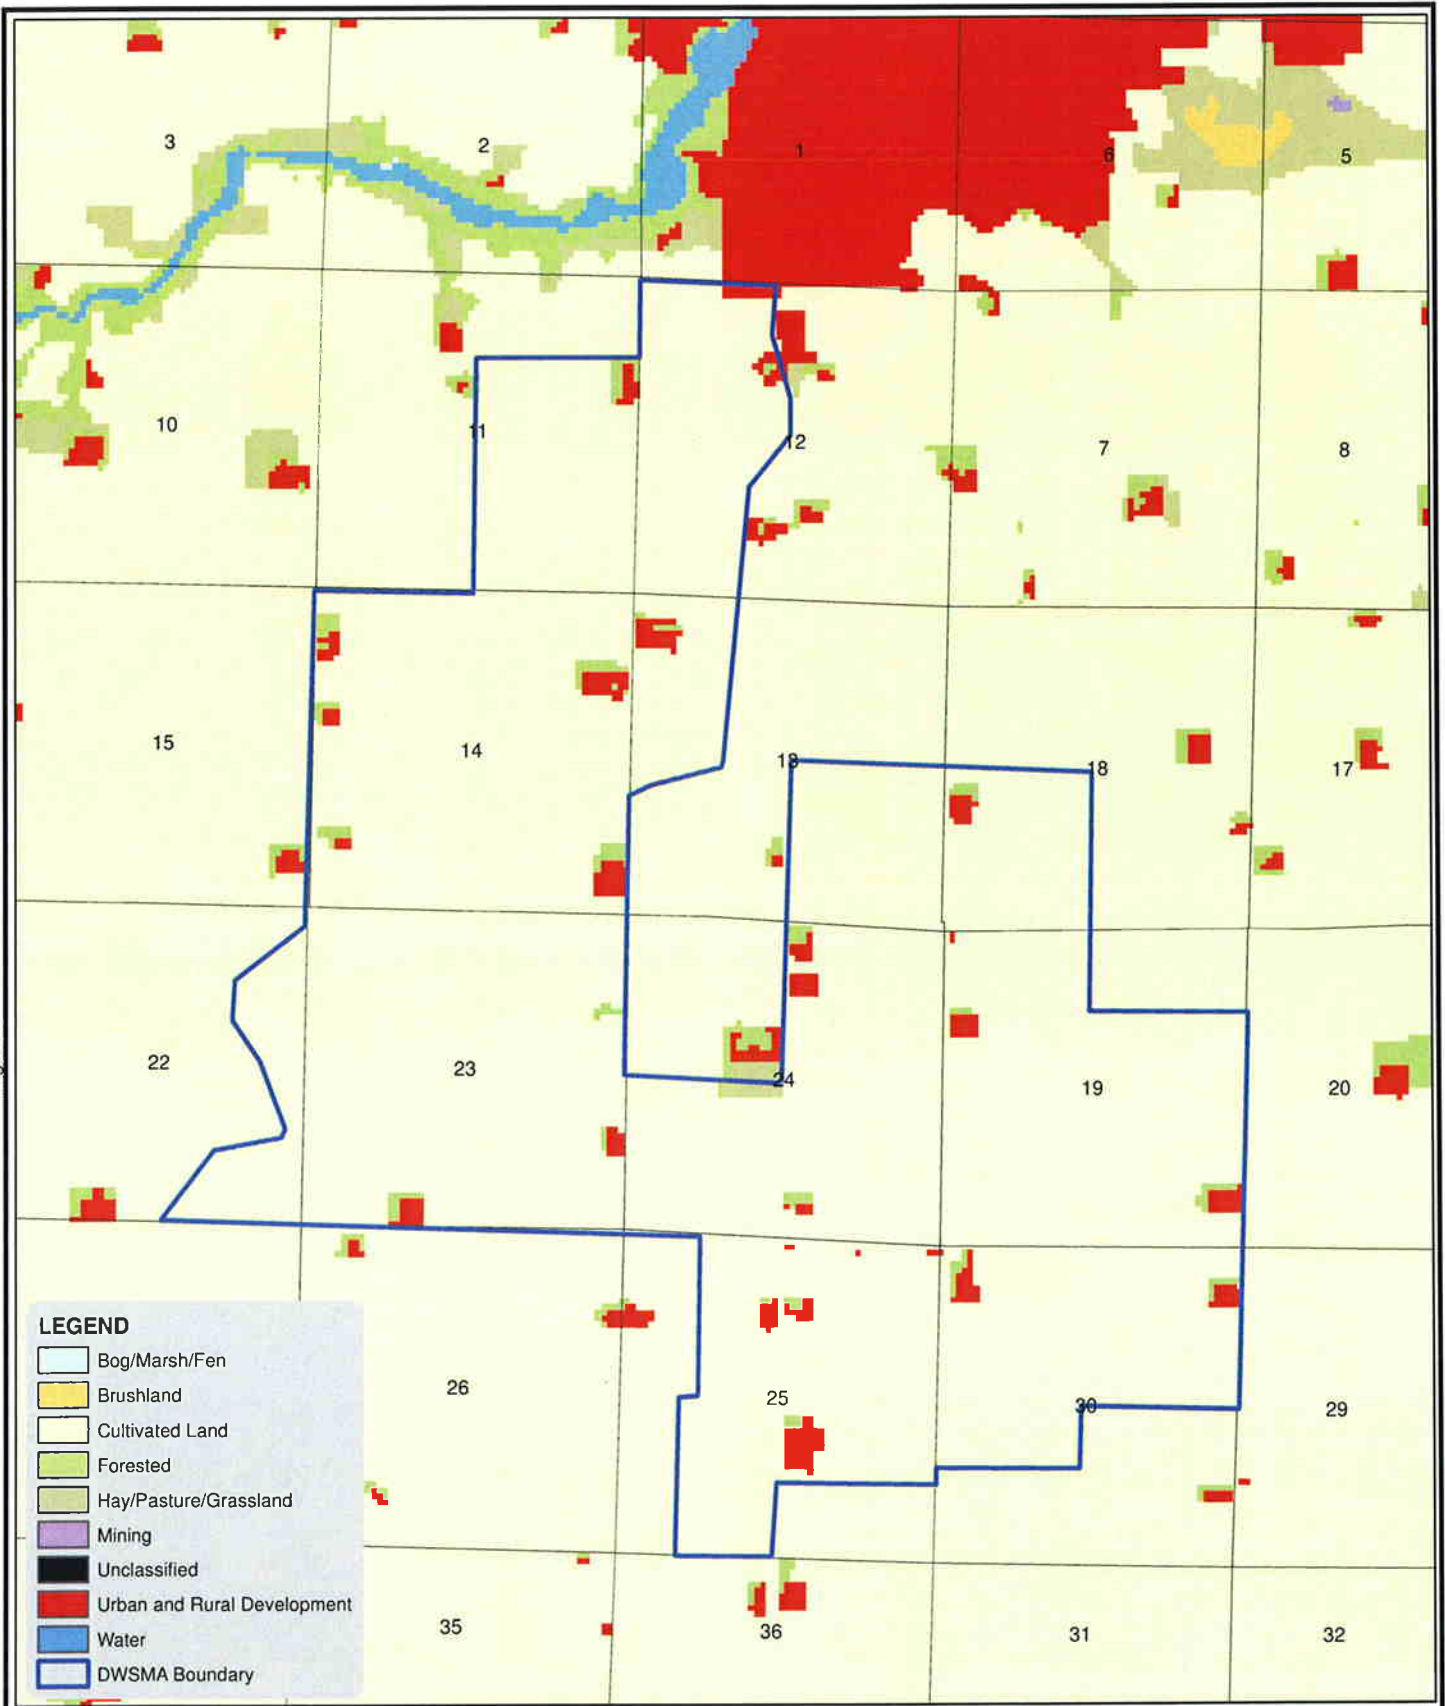 3
2
1
6
5
10
11
12
7
8
15
14
13
18
17
22
23
24
19
20
26
25
30
29
35
36
31
32
LEGEND
Bog/Marsh/Fen
Brushland
Cultivated Land
Forested
Hay/Pasture/Grassland
Mining
Unclassified
Urban and Rural Development
Water
DWSMA Boundary